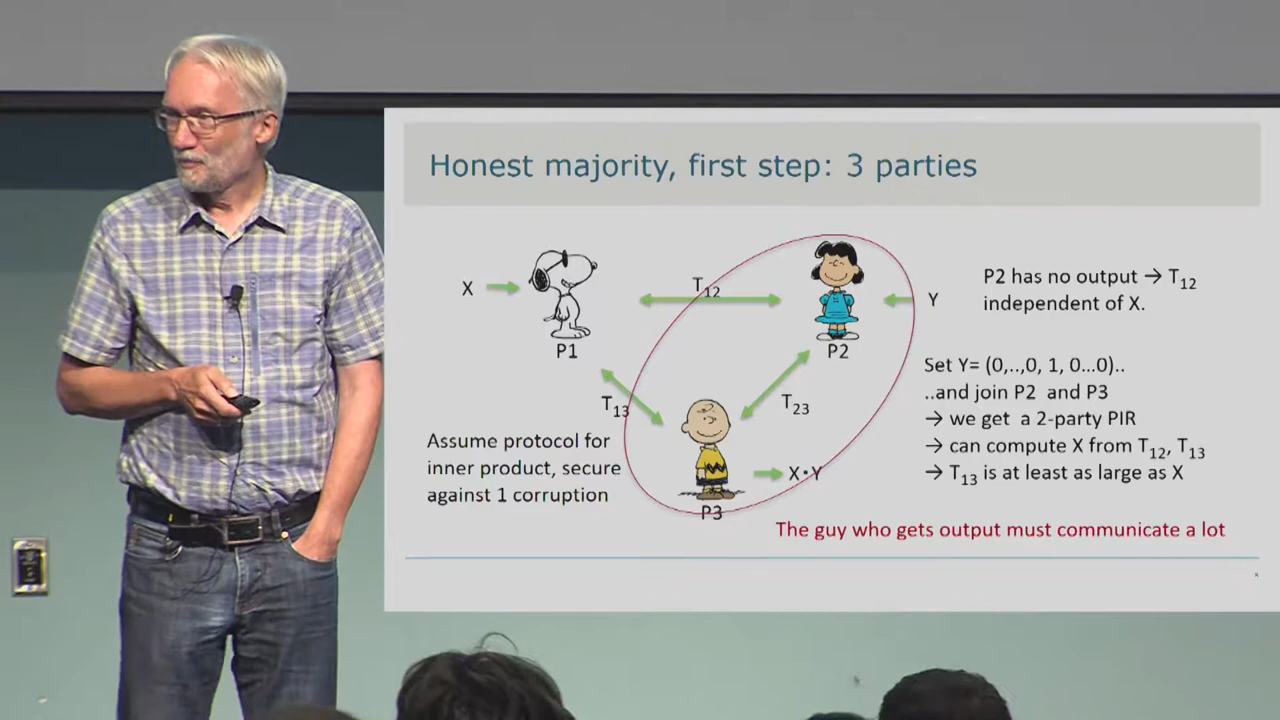 Honest majority, first step: 3 parties
X
T12
Y
P2 has no output → T12
independent of X.
P1
P2
Set Y= (0,..,0, 1, 0...0)..
..and join P2 and P3
→ we get a 2-party PIR
→ can compute X from T12, T13
→ T13 is at least as large as X
T13
T23
Assume protocol for
inner product, secure
against 1 corruption
X•Y
P3
The guy who gets output must communicate a lot